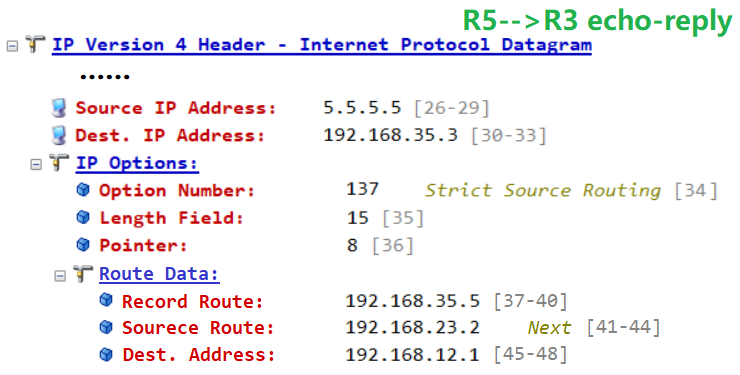 R5-->R3 echo-reply
IP Version 4 Header - Internet Protocol Datagram
......
Source IP Address: 5.5.5.5 [26-29]
Dest. IP Address: 192.168.35.3 [30-33]
IP Options:
Option Number: 137 Strict Source Routing [34]
Length Field: 15 [35]
Pointer: 8 [36]
Route Data:
Record Route: 192.168.35.5 [37-40]
Sourece Route: 192.168.23.2 Next [41-44]
Dest. Address: 192.168.12.1 [45-48]